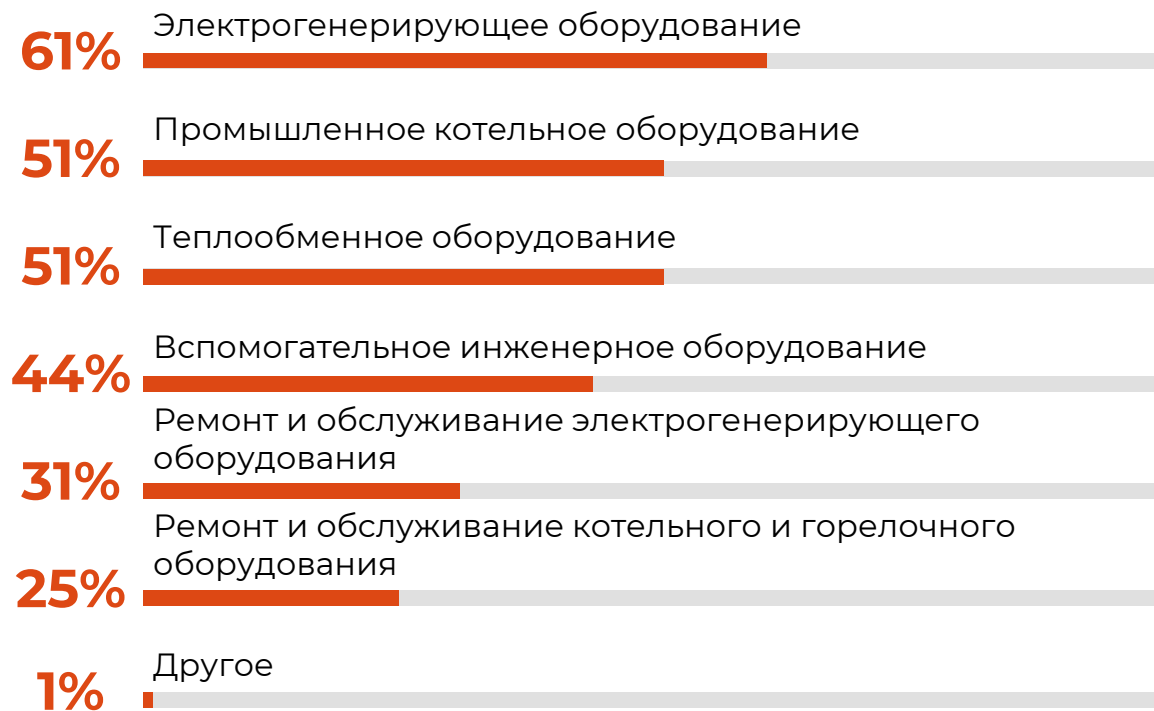 Электрогенерирующее оборудование
61%
Промышленное котельное оборудование
51%
Теплообменное оборудование
51%
Вспомогательное инженерное оборудование
44%
Ремонт и обслуживание электрогенерирующего
оборудования
31%
Ремонт и обслуживание котельного и горелочного
оборудования
25%
Другое
1%